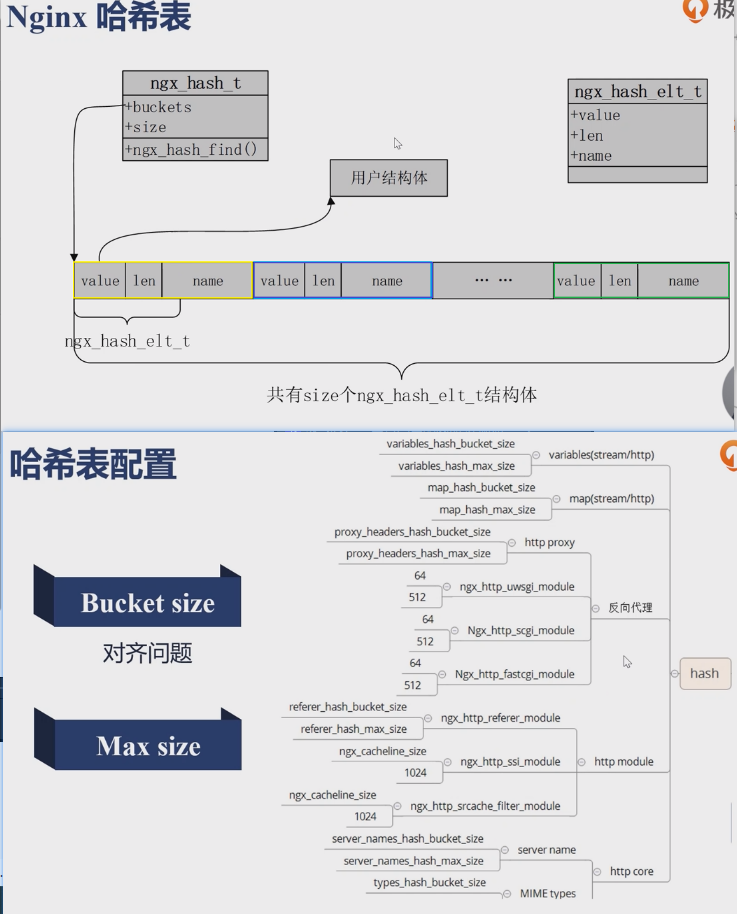 Nginx 哈希表
极
ngx_hash_t
+buckets
+size
+ngx_hash_find()
ngx_hash_elt_t
+value
+len
+name
用户结构体
value len name value len name … … value len name
ngx_hash_elt_t
共有size个ngx_hash_elt_t结构体
哈希表配置
Bucket size
对齐问题
Max size
variables_hash_bucket_size
variables_hash_max_size
variables(stream/http)
map_hash_bucket_size
map_hash_max_size
map(stream/http)
proxy_headers_hash_bucket_size
proxy_headers_hash_max_size
http proxy
64
512
ngx_http_uwsgi_module
64
512
Ngx_http_scgi_module
64
512
Ngx_http_fastcgi_module
反向代理
referer_hash_bucket_size
referer_hash_max_size
ngx_http_referer_module
ngx_cacheline_size
1024
ngx_http_ssi_module
ngx_cacheline_size
1024
ngx_http_srcache_filter_module
http module
server_names_hash_bucket_size
server_names_hash_max_size
server name
types_hash_bucket_size
MIME types
http core
hash